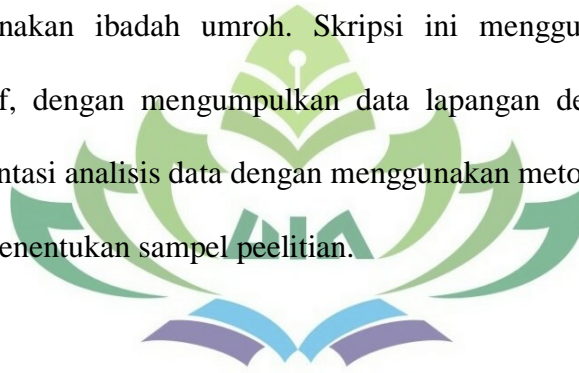 nakan ibadah umroh. Skripsi ini menggu
f, dengan mengumpulkan data lapangan de
ntasi analisis data dengan menggunakan meto
enentukan sampel peelitian.